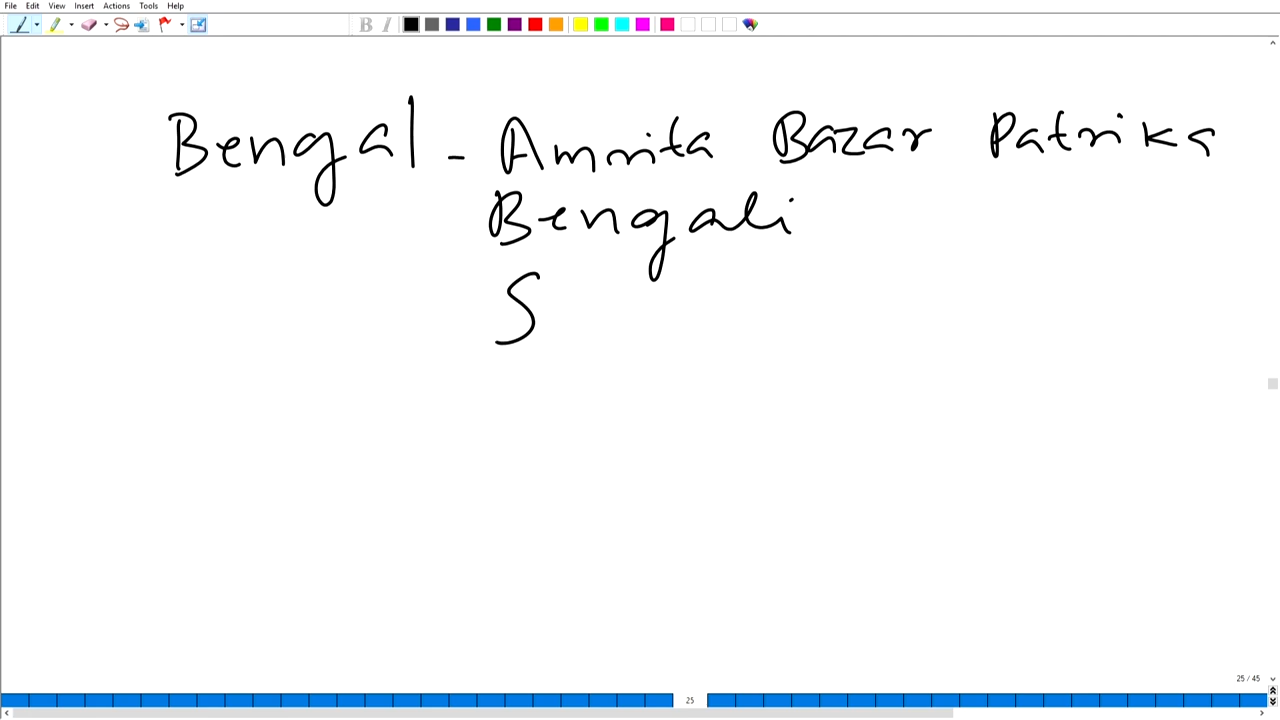 File Edit View Insert Actions Tools Help
B I
Bengal - Amrita Bazar Patrika
Bengali
S
25 / 45
25